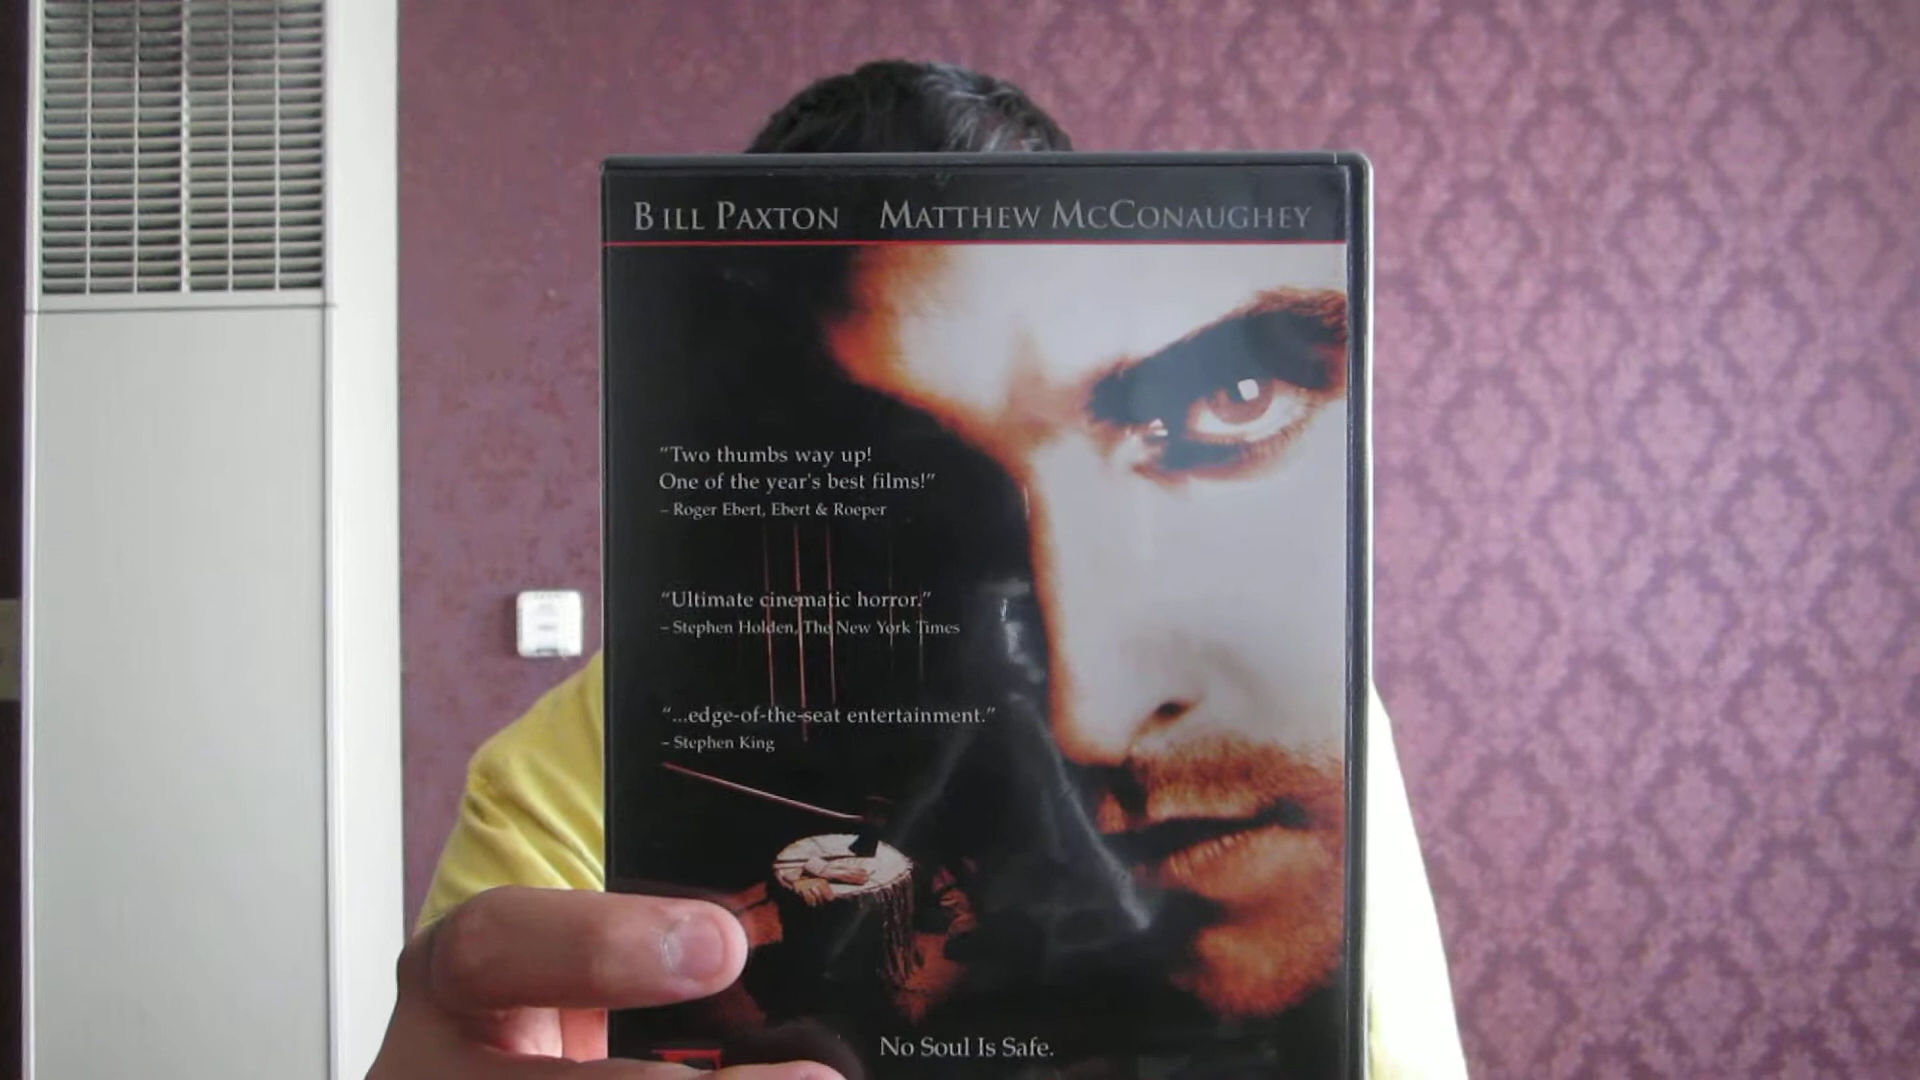 BILL PAXTON MATTHEW MCCONAUGHEY
"Two thumbs way up!
One of the year's best films!"
– Roger Ebert, Ebert & Roeper
"Ultimate cinematic horror."
– Stephen Holden, The New York Times
"...edge-of-the-seat entertainment."
– Stephen King
No Soul Is Safe.